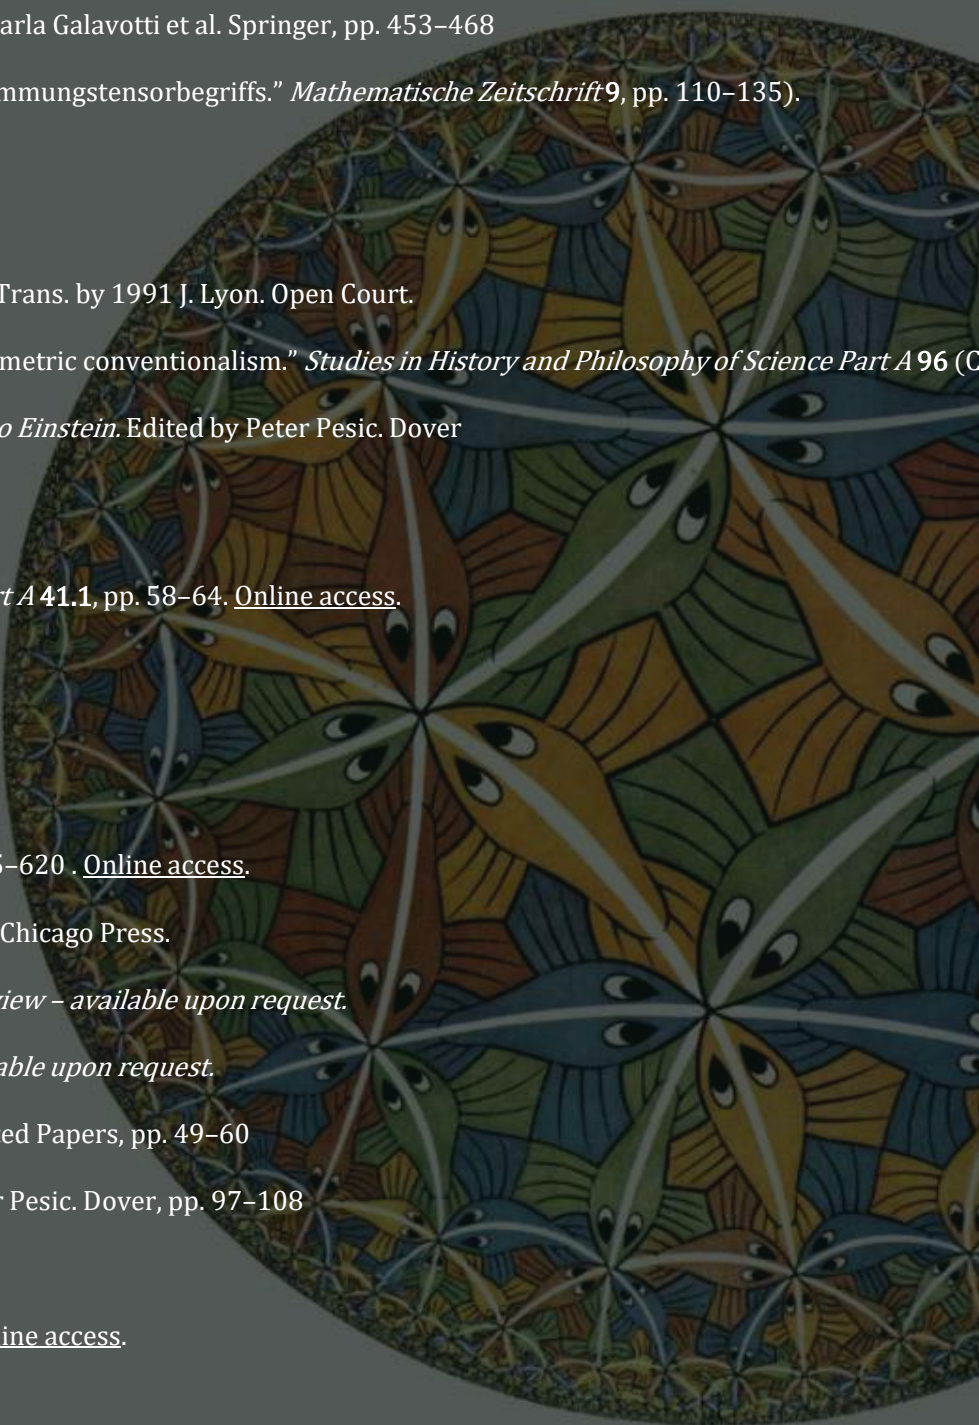 arla Galavotti et al. Springer, pp. 453–468
mmungstensorbegriffs.” Mathematische Zeitschrift 9, pp. 110–135).
Trans. by 1991 J. Lyon. Open Court.
metric conventionalism.” Studies in History and Philosophy of Science Part A 96 (C
o Einstein. Edited by Peter Pesic. Dover
t A 41.1, pp. 58–64. Online access.
–620 . Online access.
Chicago Press.
iew – available upon request.
able upon request.
ed Papers, pp. 49–60
r Pesic. Dover, pp. 97–108
ine access.